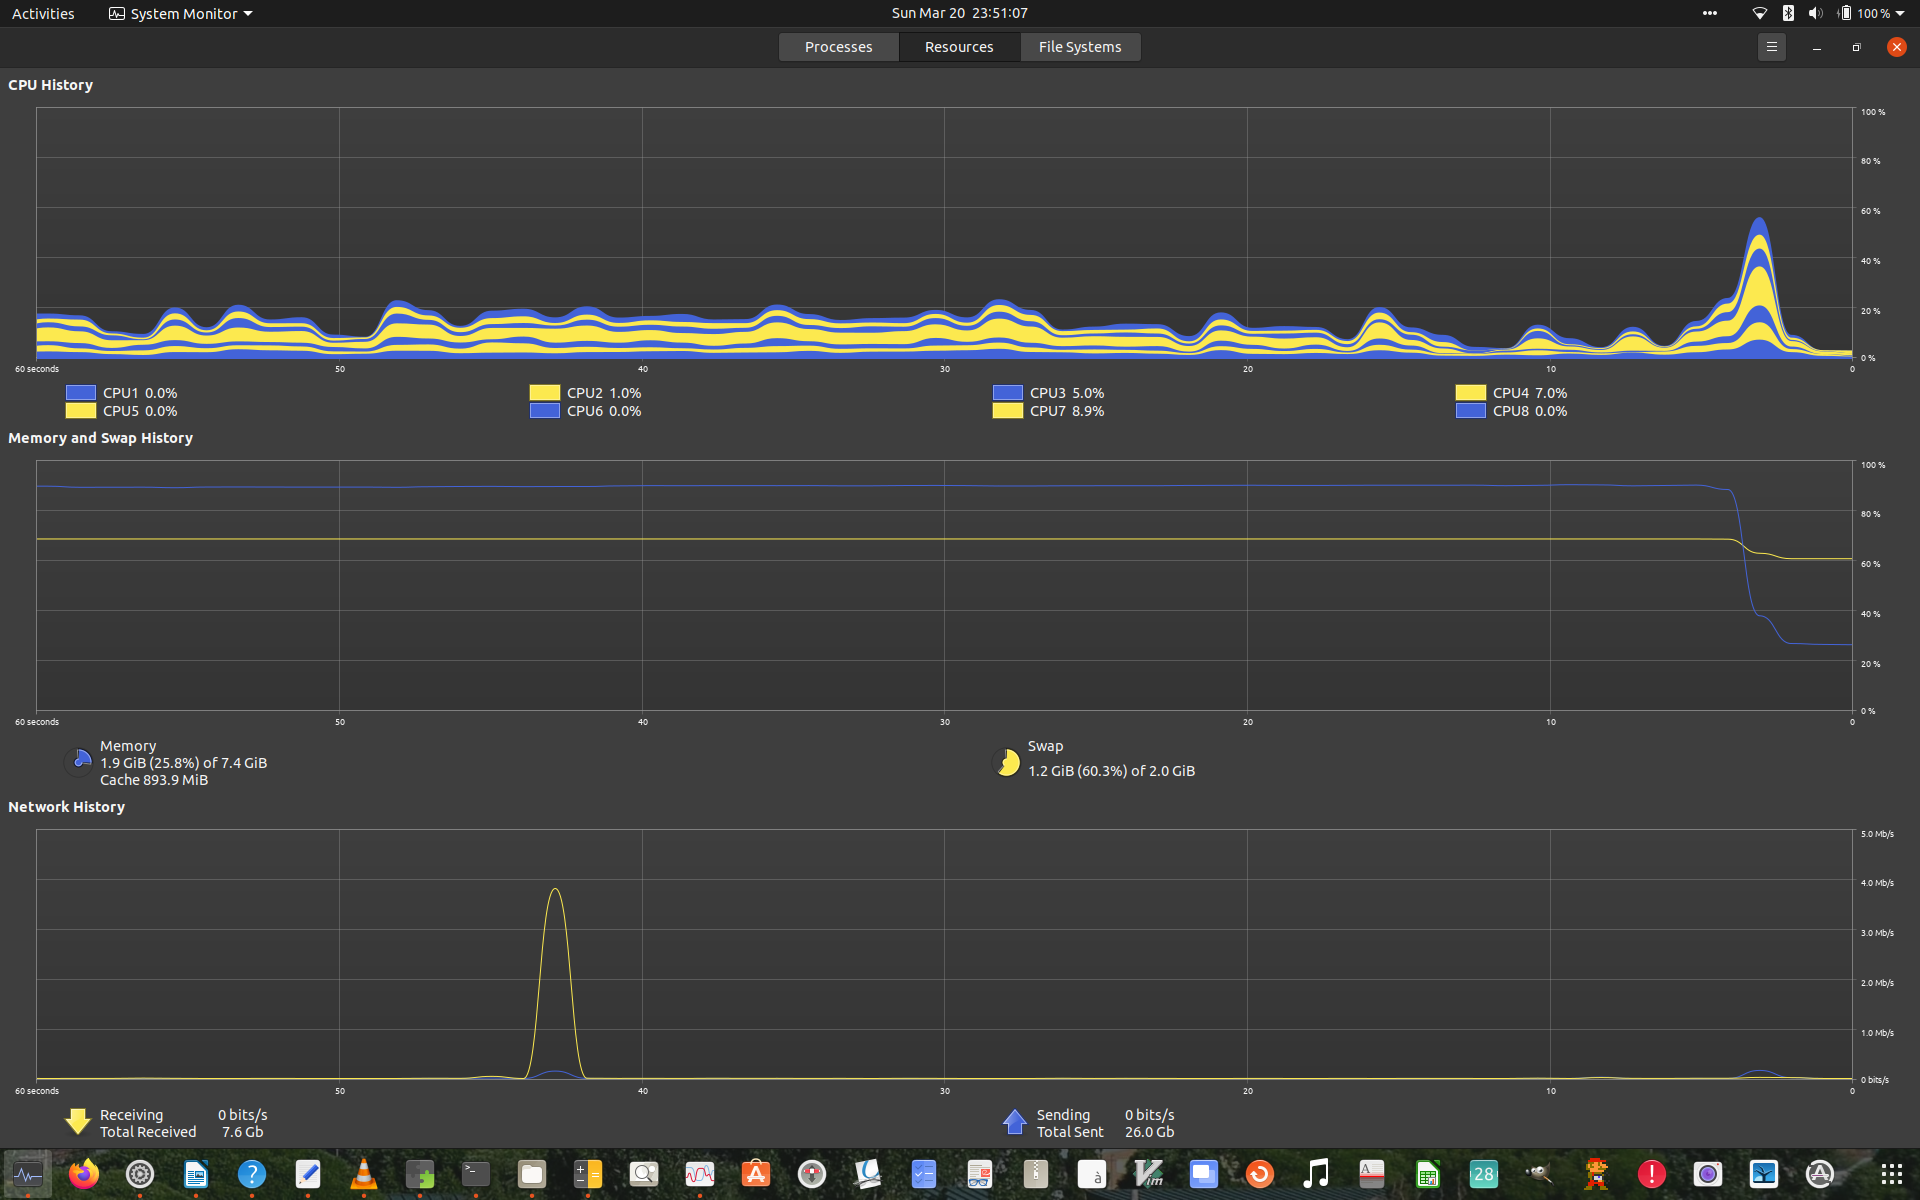 Activities System Monitor Sun Mar 20 23:51:07 100 %
Processes Resources File Systems
CPU History
100 %
80 %
60 %
40 %
20 %
0 %
60 seconds 50 40 30 20 10 0
CPU1 0.0% CPU2 1.0% CPU3 5.0% CPU4 7.0%
CPU5 0.0% CPU6 0.0% CPU7 8.9% CPU8 0.0%
Memory and Swap History
100 %
80 %
60 %
40 %
20 %
0 %
60 seconds 50 40 30 20 10 0
Memory Swap
1.9 GiB (25.8%) of 7.4 GiB 1.2 GiB (60.3%) of 2.0 GiB
Cache 893.9 MiB
Network History
5.0 Mb/s
4.0 Mb/s
3.0 Mb/s
2.0 Mb/s
1.0 Mb/s
0 bits/s
60 seconds 50 40 30 20 10 0
Receiving 0 bits/s Sending 0 bits/s
Total Received 7.6 Gb Total Sent 26.0 Gb
? >_ à Vim A 28 !